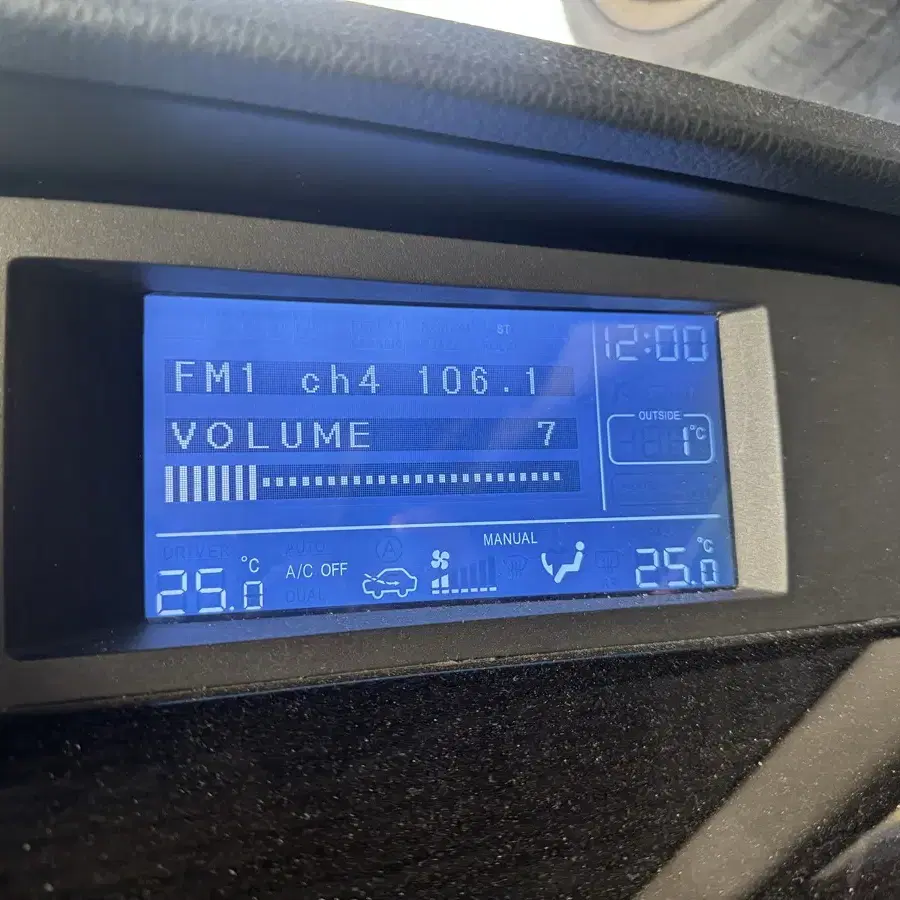 ST
12:00
FM1 ch4 106.1
OUTSIDE
1°C
VOLUME 7
MANUAL
DRIVER
AUTO
A
25.0 °C
A/C OFF
DUAL
25.0 °C